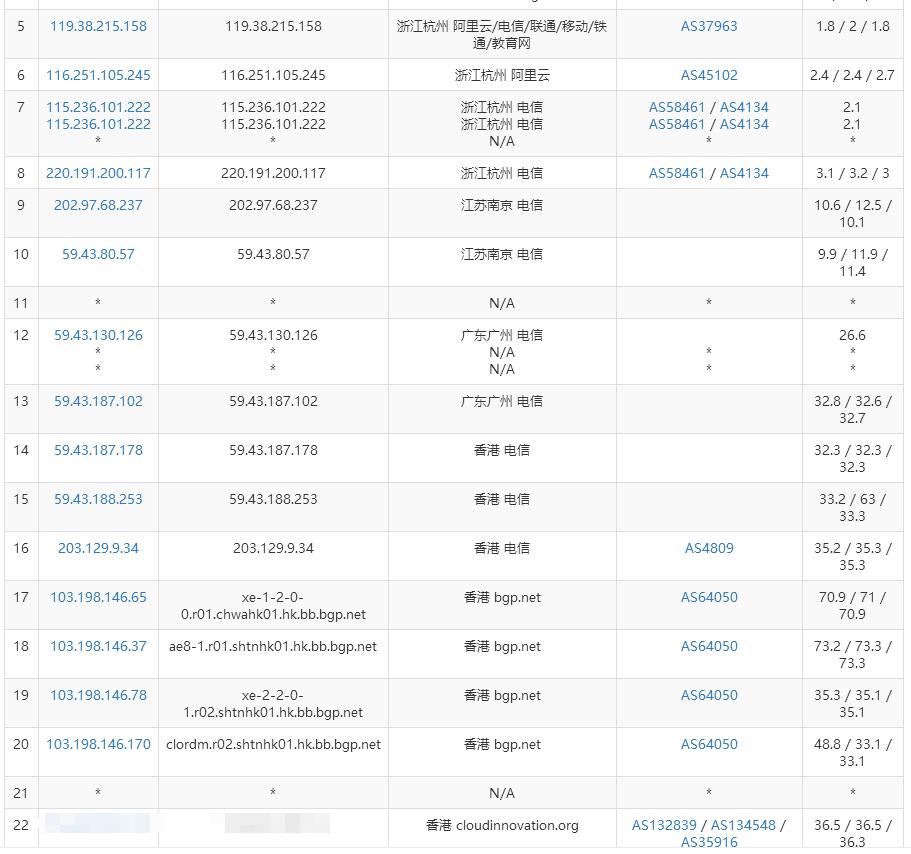 5 119.38.215.158 119.38.215.158 浙江杭州 阿里云/电信/联通/移动/铁 AS37963 1.8 / 2 / 1.8
通/教育网
6 116.251.105.245 116.251.105.245 浙江杭州 阿里云 AS45102 2.4 / 2.4 / 2.7
7 115.236.101.222 115.236.101.222 浙江杭州 电信 AS58461 / AS4134 2.1
115.236.101.222 115.236.101.222 浙江杭州 电信 AS58461 / AS4134 2.1
* * N/A * *
8 220.191.200.117 220.191.200.117 浙江杭州 电信 AS58461 / AS4134 3.1 / 3.2 / 3
9 202.97.68.237 202.97.68.237 江苏南京 电信 10.6 / 12.5 /
10.1
10 59.43.80.57 59.43.80.57 江苏南京 电信 9.9 / 11.9 /
11.4
11 * * N/A * *
12 59.43.130.126 59.43.130.126 广东广州 电信 26.6
* * N/A * *
* * N/A * *
13 59.43.187.102 59.43.187.102 广东广州 电信 32.8 / 32.6 /
32.7
14 59.43.187.178 59.43.187.178 香港 电信 32.3 / 32.3 /
32.3
15 59.43.188.253 59.43.188.253 香港 电信 33.2 / 63 /
33.3
16 203.129.9.34 203.129.9.34 香港 电信 AS4809 35.2 / 35.3 /
35.3
17 103.198.146.65 xe-1-2-0- 香港 bgp.net AS64050 70.9 / 71 /
0.r01.chwahk01.hk.bb.bgp.net 70.9
18 103.198.146.37 ae8-1.r01.shtnhk01.hk.bb.bgp.net 香港 bgp.net AS64050 73.2 / 73.3 /
73.3
19 103.198.146.78 xe-2-2-0- 香港 bgp.net AS64050 35.3 / 35.1 /
1.r02.shtnhk01.hk.bb.bgp.net 35.1
20 103.198.146.170 clordm.r02.shtnhk01.hk.bb.bgp.net 香港 bgp.net AS64050 48.8 / 33.1 /
33.1
21 * * N/A * *
22 香港 cloudinnovation.org AS132839 / AS134548 / 36.5 / 36.5 /
AS35916 36.3